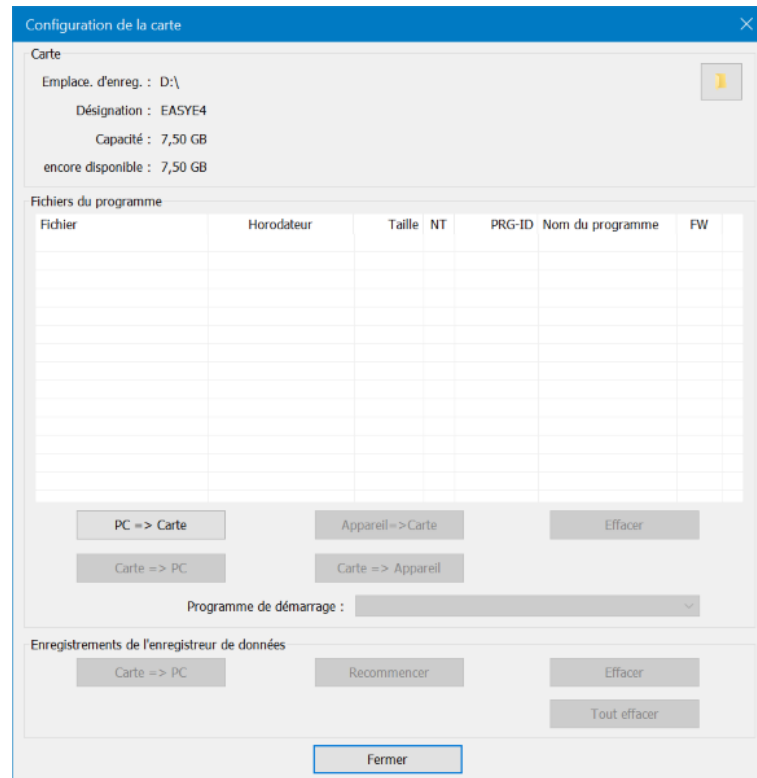 Configuration de la carte
Carte
Emplace. d'enreg. : D:\
Désignation : EASYE4
Capacité : 7,50 GB
encore disponible : 7,50 GB
Fichiers du programme
Fichier Horodateur Taille NT PRG-ID Nom du programme FW
PC => Carte Appareil=>Carte Effacer
Carte => PC Carte => Appareil
Programme de démarrage :
Enregistrements de l'enregistreur de données
Carte => PC Recommencer Effacer
Tout effacer
Fermer